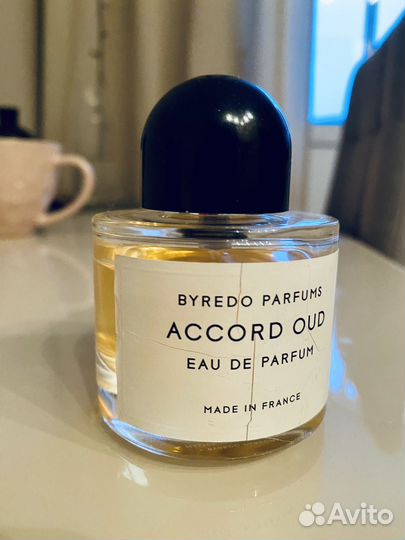 BYREDO PARFUMS
ACCORD OUD
EAU DE PARFUM
MADE IN FRANCE
Avito